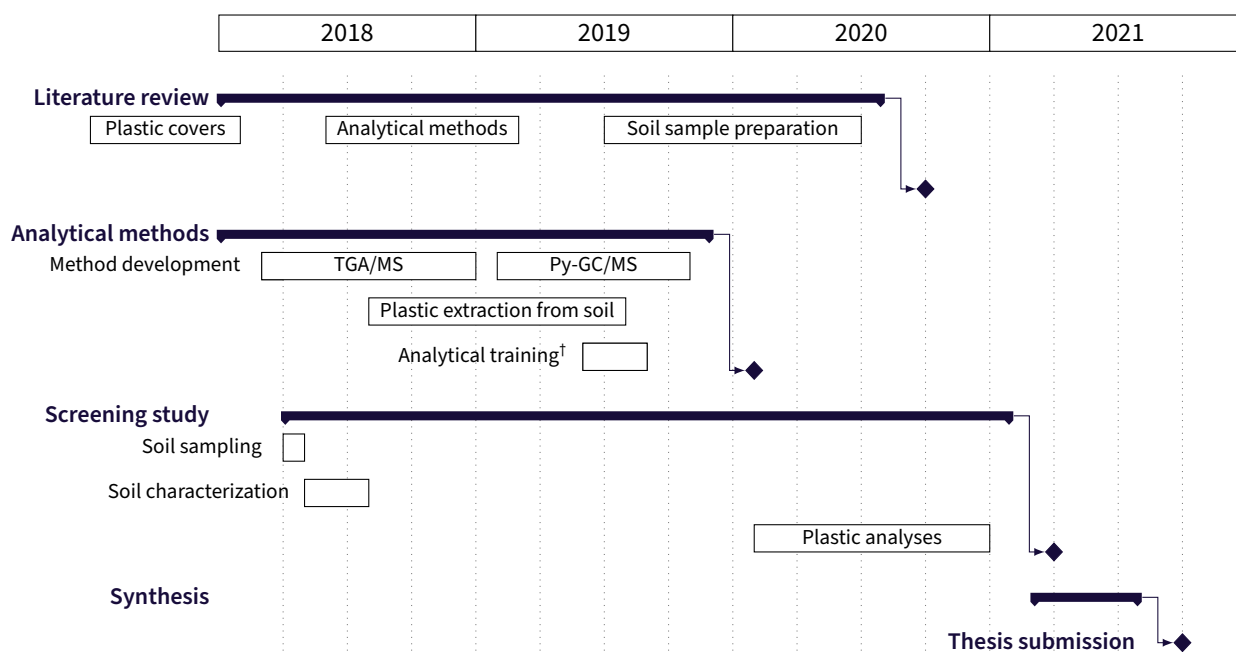 2018 2019 2020 2021
Literature review
Plastic covers Analytical methods Soil sample preparation
Analytical methods
Method development TGA/MS Py-GC/MS
Plastic extraction from soil
Analytical training†
Screening study
Soil sampling
Soil characterization
Plastic analyses
Synthesis
Thesis submission